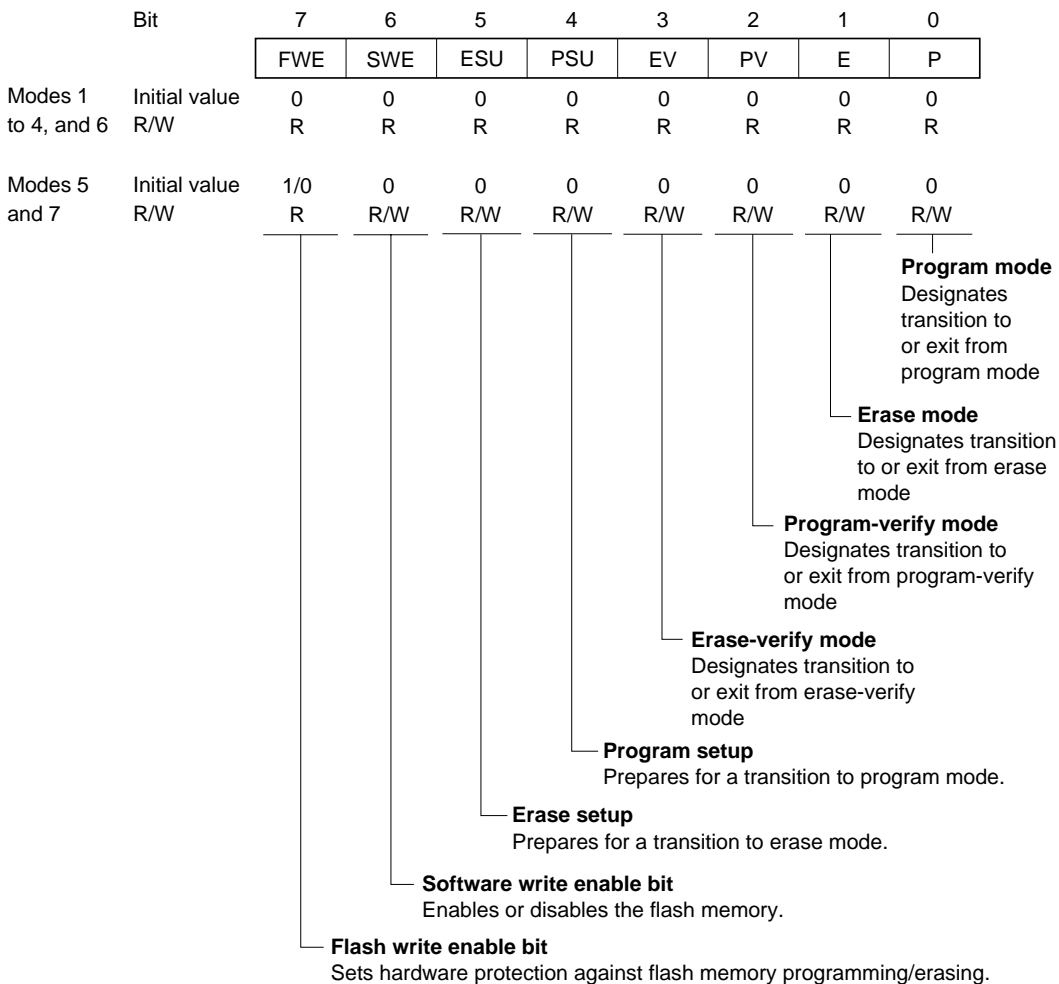 Bit 7 6 5 4 3 2 1 0
FWE SWE ESU PSU EV PV E P
Modes 1 Initial value 0 0 0 0 0 0 0 0
to 4, and 6 R/W R R R R R R R R
Modes 5 Initial value 1/0 0 0 0 0 0 0 0
and 7 R/W R R/W R/W R/W R/W R/W R/W R/W
Program mode
Designates
transition to
or exit from
program mode
Erase mode
Designates transition
to or exit from erase
mode
Program-verify mode
Designates transition to
or exit from program-verify
mode
Erase-verify mode
Designates transition to
or exit from erase-verify
mode
Program setup
Prepares for a transition to program mode.
Erase setup
Prepares for a transition to erase mode.
Software write enable bit
Enables or disables the flash memory.
Flash write enable bit
Sets hardware protection against flash memory programming/erasing.